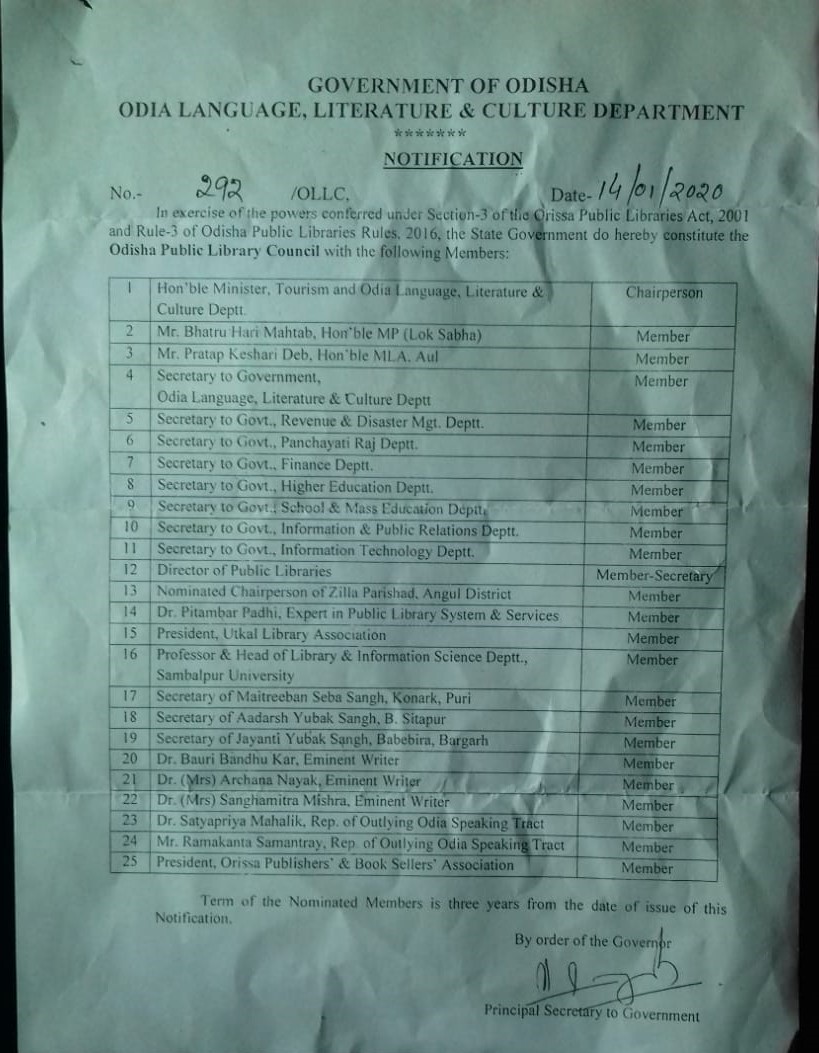 GOVERNMENT OF ODISHA
ODIA LANGUAGE, LITERATURE & CULTURE DEPARTMENT
*******
NOTIFICATION
No.- 292 /OLLC, Date- 14/01/2020
In exercise of the powers conferred under Section-3 of the Orissa Public Libraries Act, 2001
and Rule-3 of Odisha Public Libraries Rules, 2016, the State Government do hereby constitute the
Odisha Public Library Council with the following Members:
1 Hon'ble Minister, Tourism and Odia Language, Literature & Chairperson
Culture Deptt.
2 Mr. Bhatru Hari Mahtab, Hon'ble MP (Lok Sabha) Member
3 Mr. Pratap Keshari Deb, Hon'ble MLA, Aul Member
4 Secretary to Government, Member
Odia Language, Literature & Culture Deptt
5 Secretary to Govt., Revenue & Disaster Mgt. Deptt. Member
6 Secretary to Govt., Panchayati Raj Deptt. Member
7 Secretary to Govt., Finance Deptt. Member
8 Secretary to Govt., Higher Education Deptt. Member
9 Secretary to Govt., School & Mass Education Deptt. Member
10 Secretary to Govt., Information & Public Relations Deptt. Member
11 Secretary to Govt., Information Technology Deptt. Member
12 Director of Public Libraries Member-Secretary
13 Nominated Chairperson of Zilla Parishad, Angul District Member
14 Dr. Pitambar Padhi, Expert in Public Library System & Services Member
15 President, Utkal Library Association Member
16 Professor & Head of Library & Information Science Deptt., Member
Sambalpur University
17 Secretary of Maitreeban Seba Sangh, Konark, Puri Member
18 Secretary of Aadarsh Yubak Sangh, B. Sitapur Member
19 Secretary of Jayanti Yubak Sangh, Babebira, Bargarh Member
20 Dr. Bauri Bandhu Kar, Eminent Writer Member
21 Dr. (Mrs) Archana Nayak, Eminent Writer Member
22 Dr. (Mrs) Sanghamitra Mishra, Eminent Writer Member
23 Dr. Satyapriya Mahalik, Rep. of Outlying Odia Speaking Tract Member
24 Mr. Ramakanta Samantray, Rep. of Outlying Odia Speaking Tract Member
25 President, Orissa Publishers' & Book Sellers' Association Member
Term of the Nominated Members is three years from the date of issue of this
Notification.
By order of the Governor
Principal Secretary to Government